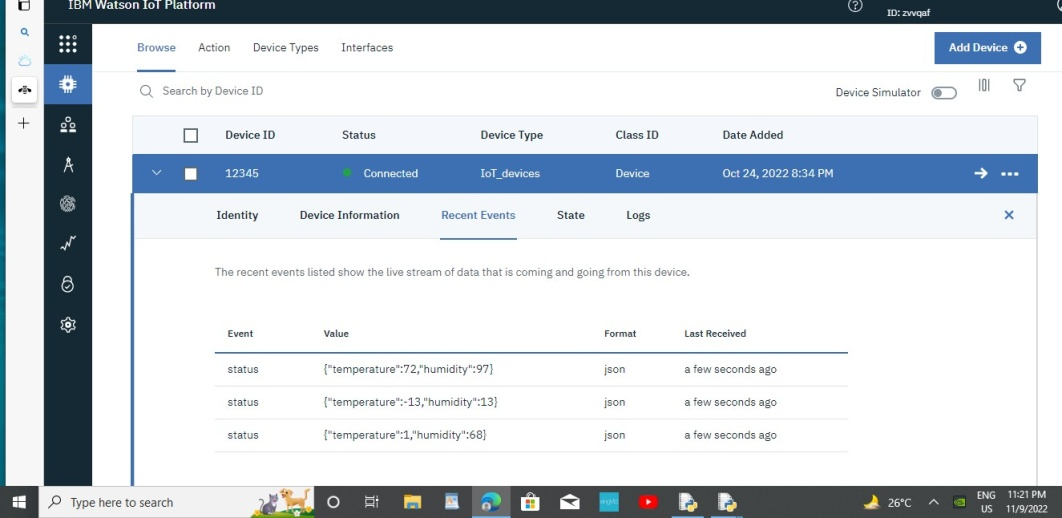 IBM Watson IoT Platform
ID: zvvqaf
Browse Action Device Types Interfaces
Add Device
Search by Device ID
Device Simulator
Device ID Status Device Type Class ID Date Added
12345 Connected IoT_devices Device Oct 24, 2022 8:34 PM
Identity Device Information Recent Events State Logs
The recent events listed show the live stream of data that is coming and going from this device.
Event Value Format Last Received
status {"temperature":72,"humidity":97} json a few seconds ago
status {"temperature":-13,"humidity":13} json a few seconds ago
status {"temperature":1,"humidity":68} json a few seconds ago
Type here to search
26°C
ENG 11:21 PM
US 11/9/2022